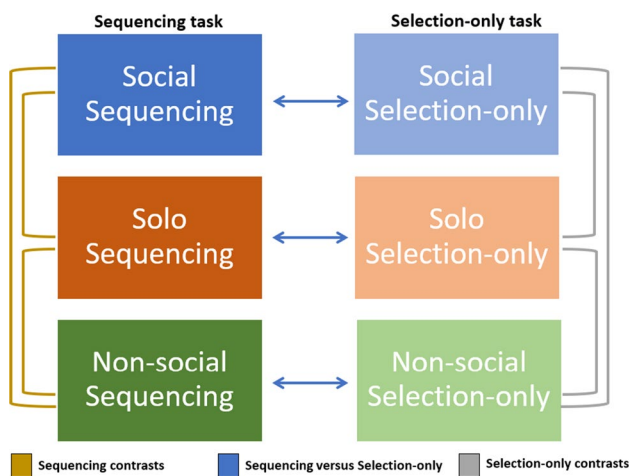 Sequencing task
Selection-only task
Social
Sequencing
Social
Selection-only
Solo
Sequencing
Solo
Selection-only
Non-social
Sequencing
Non-social
Selection-only
Sequencing contrasts
Sequencing versus Selection-only
Selection-only contrasts